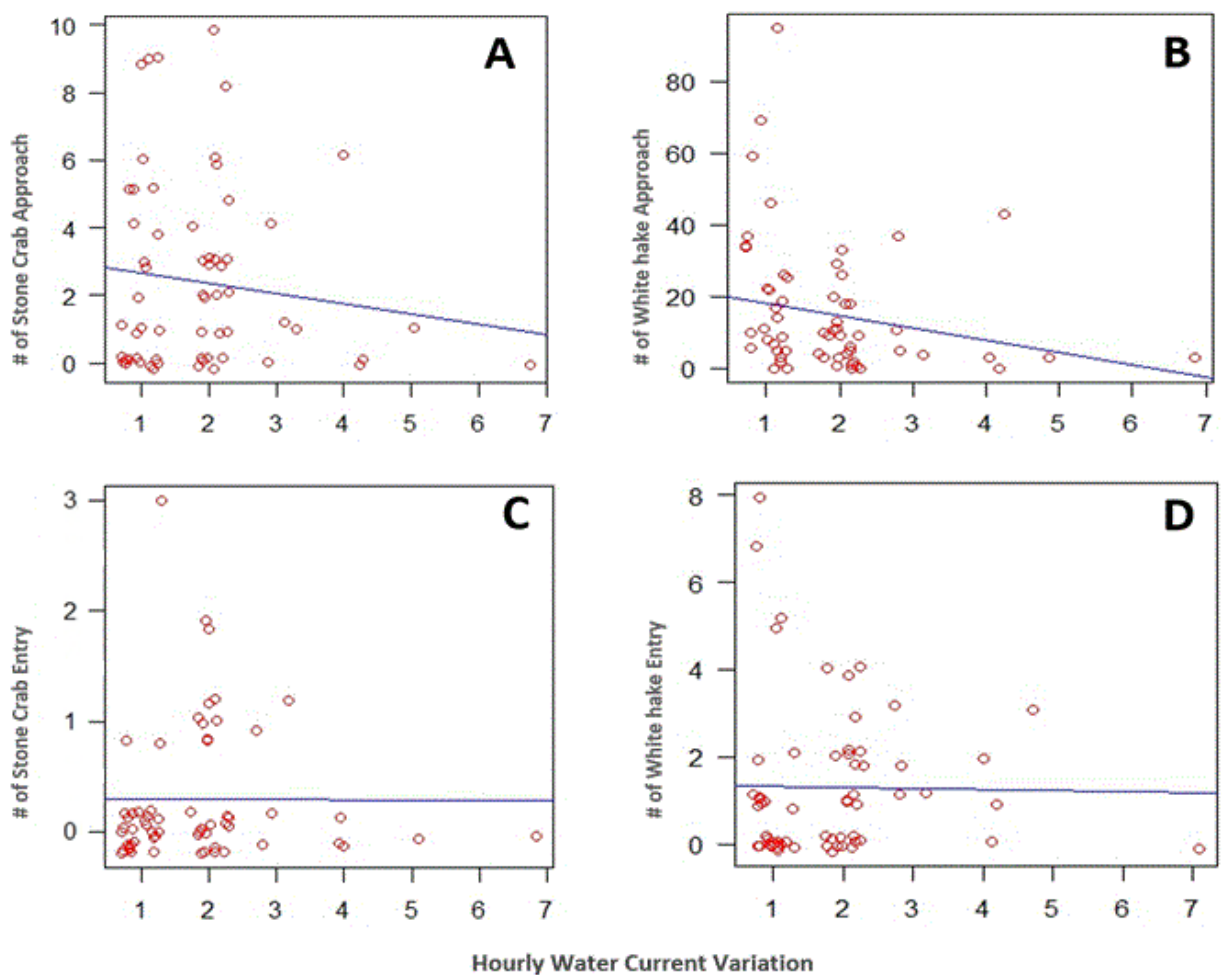 A
# of Stone Crab Approach
10
8
6
4
2
0
1 2 3 4 5 6 7
B
# of White hake Approach
80
60
40
20
0
1 2 3 4 5 6 7
C
# of Stone Crab Entry
3
2
1
0
1 2 3 4 5 6 7
D
# of White hake Entry
8
6
4
2
0
1 2 3 4 5 6 7
Hourly Water Current Variation